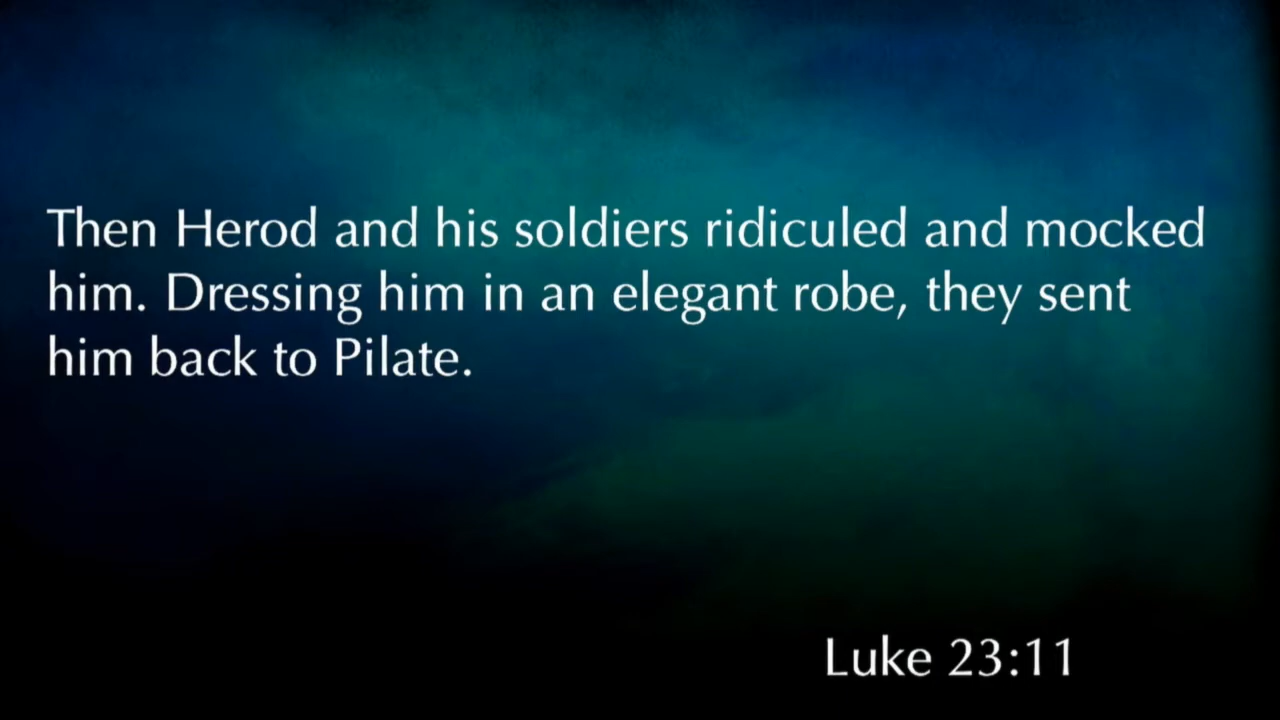 Then Herod and his soldiers ridiculed and mocked
him. Dressing him in an elegant robe, they sent
him back to Pilate.
Luke 23:11